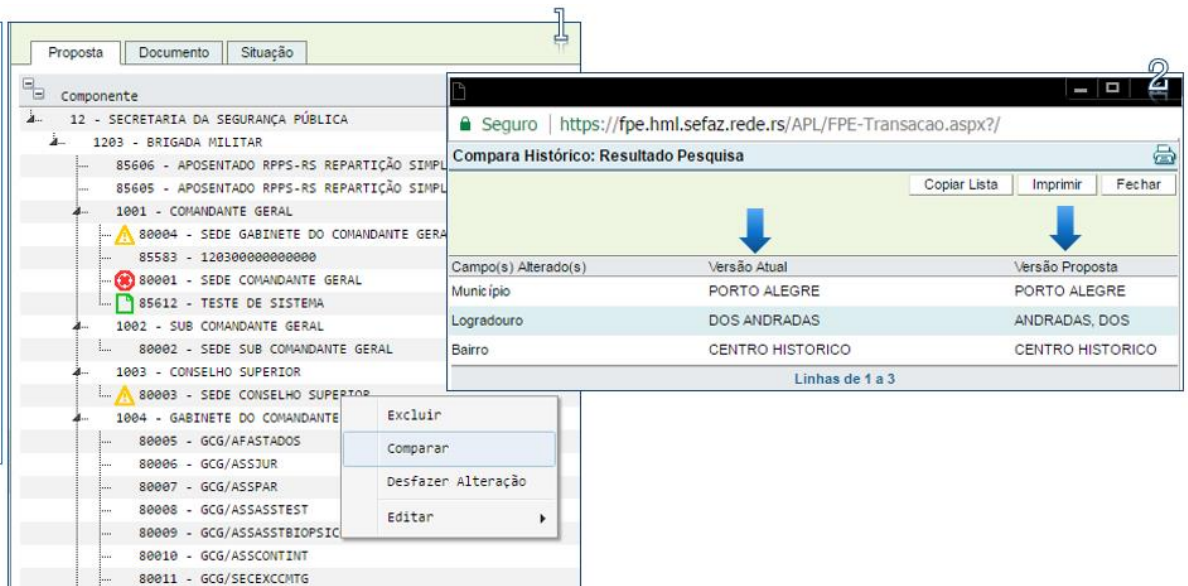 1
Proposta Documento Situação
Componente
12 - SECRETARIA DA SEGURANÇA PÚBLICA
1203 - BRIGADA MILITAR
85606 - APOSENTADO RPPS-RS REPARTIÇÃO SIMPL
85605 - APOSENTADO RPPS-RS REPARTIÇÃO SIMPL
1001 - COMANDANTE GERAL
80004 - SEDE GABINETE DO COMANDANTE GERA
85583 - 120300000000000
80001 - SEDE COMANDANTE GERAL
85612 - TESTE DE SISTEMA
1002 - SUB COMANDANTE GERAL
80002 - SEDE SUB COMANDANTE GERAL
1003 - CONSELHO SUPERIOR
80003 - SEDE CONSELHO SUPERIOR
1004 - GABINETE DO COMANDANTE
80005 - GCG/AFASTADOS
80006 - GCG/ASSJUR
80007 - GCG/ASSPAR
80008 - GCG/ASSASSTEST
80009 - GCG/ASSASSTBIOPSIC
80010 - GCG/ASSCONTINT
80011 - GCG/SECEXCCMTG
Excluir
Comparar
Desfazer Alteração
Editar
2
Seguro | https://fpe.hml.sefaz.rede.rs/APL/FPE-Transacao.aspx?/
Compara Histórico: Resultado Pesquisa
Copiar Lista Imprimir Fechar
Campo(s) Alterado(s) Versão Atual Versão Proposta
Município PORTO ALEGRE PORTO ALEGRE
Logradouro DOS ANDRADAS ANDRADAS, DOS
Bairro CENTRO HISTORICO CENTRO HISTORICO
Linhas de 1 a 3